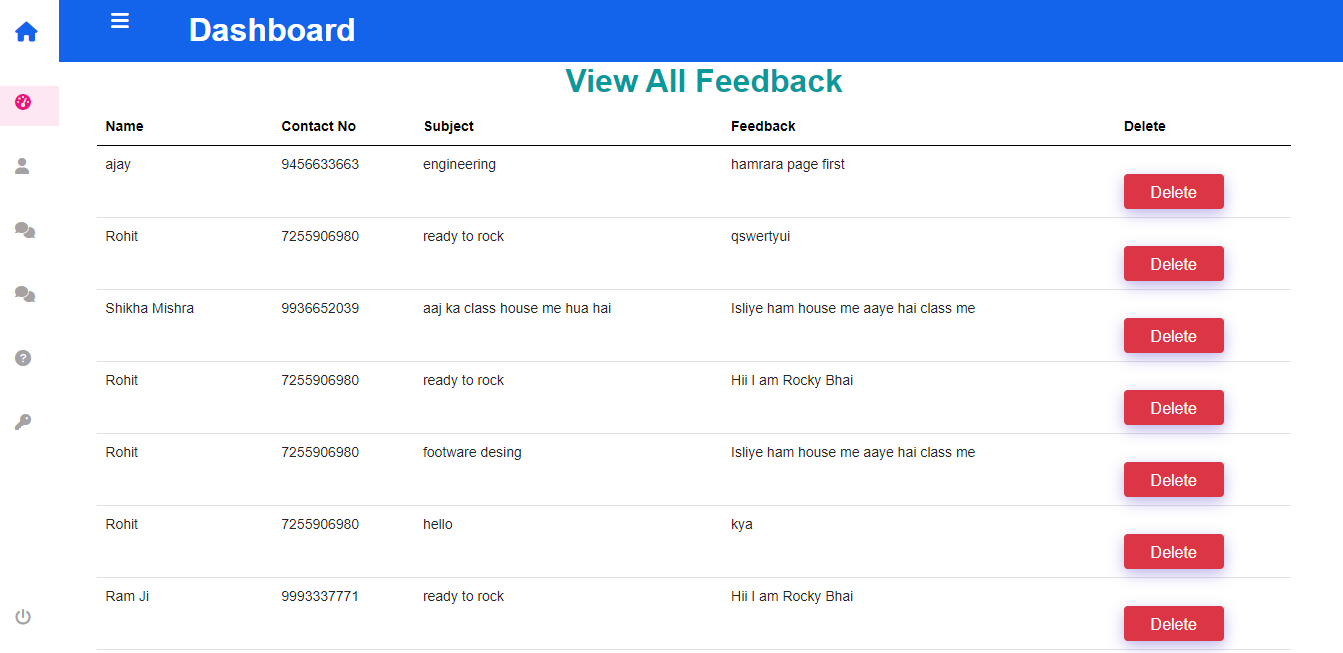 Dashboard
View All Feedback
Name Contact No Subject Feedback Delete
ajay 9456633663 engineering hamrara page first
Delete
Rohit 7255906980 ready to rock qswertyui
Delete
Shikha Mishra 9936652039 aaj ka class house me hua hai Isliye ham house me aaye hai class me
Delete
Rohit 7255906980 ready to rock Hii I am Rocky Bhai
Delete
Rohit 7255906980 footware desing Isliye ham house me aaye hai class me
Delete
Rohit 7255906980 hello kya
Delete
Ram Ji 9993337771 ready to rock Hii I am Rocky Bhai
Delete